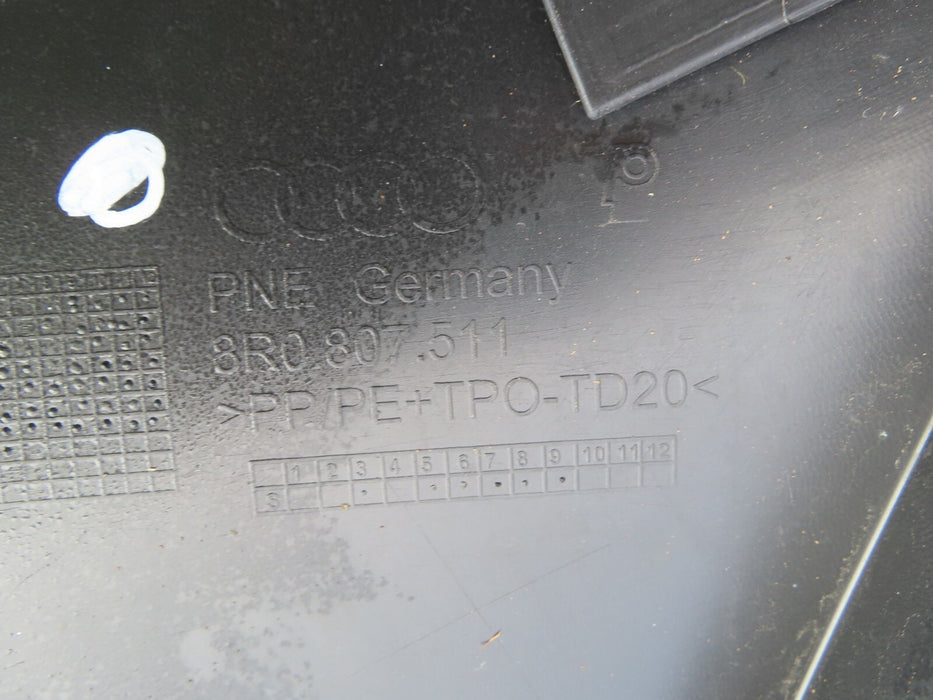 PNE Germany
8R0 807.511
>PP/PE+TPO-TD20<
1 2 3 4 5 6 7 8 9 10 11 12